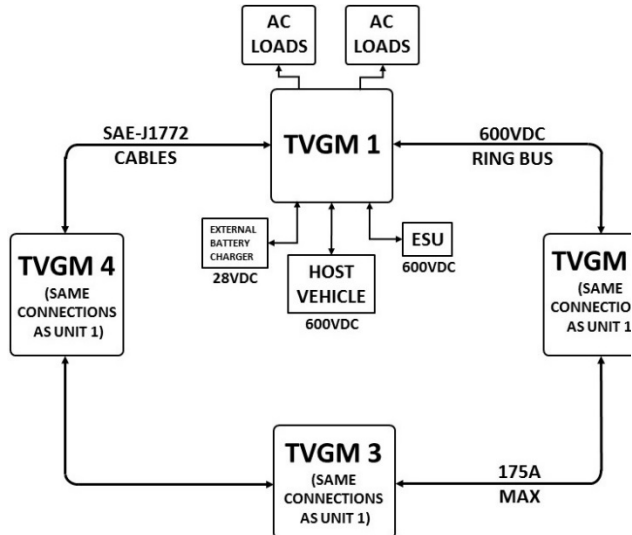 AC
LOADS
AC
LOADS
SAE-J1772
CABLES
TVGM 1
600VDC
RING BUS
EXTERNAL
BATTERY
CHARGER
28VDC
HOST
VEHICLE
600VDC
ESU
600VDC
TVGM 4
(SAME
CONNECTIONS
AS UNIT 1)
TVGM
(SAME
AS UNIT 1
TVGM 3
(SAME
CONNECTIONS
AS UNIT 1)
175A
MAX